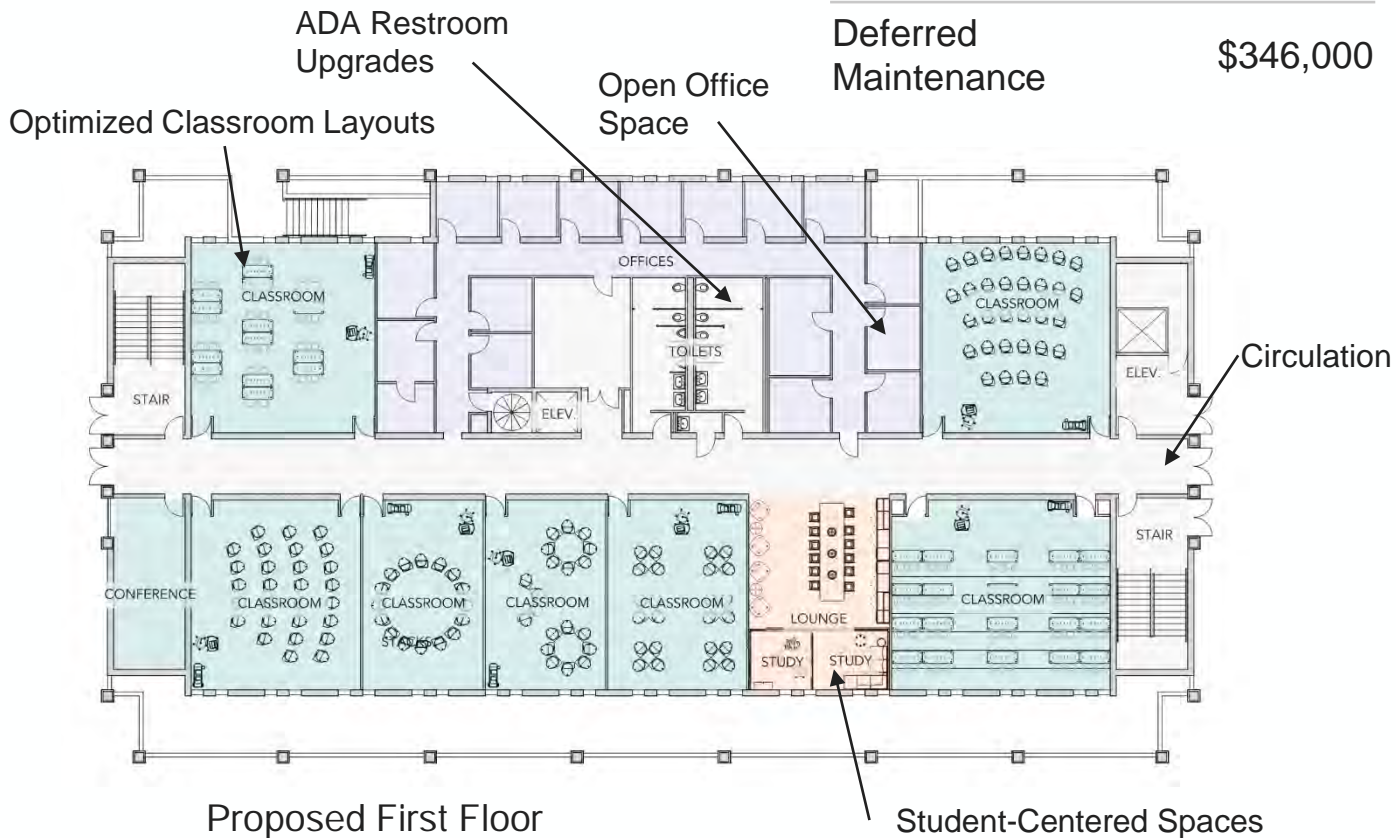 ADA Restroom
Upgrades
Deferred
Maintenance
$346,000
Open Office
Space
Optimized Classroom Layouts
OFFICES
CLASSROOM
CLASSROOM
TOILETS
Circulation
ELEV.
STAIR
ELEV.
STAIR
CONFERENCE
CLASSROOM
CLASSROOM
CLASSROOM
CLASSROOM
CLASSROOM
LOUNGE
STUDY
STUDY
Proposed First Floor
Student-Centered Spaces